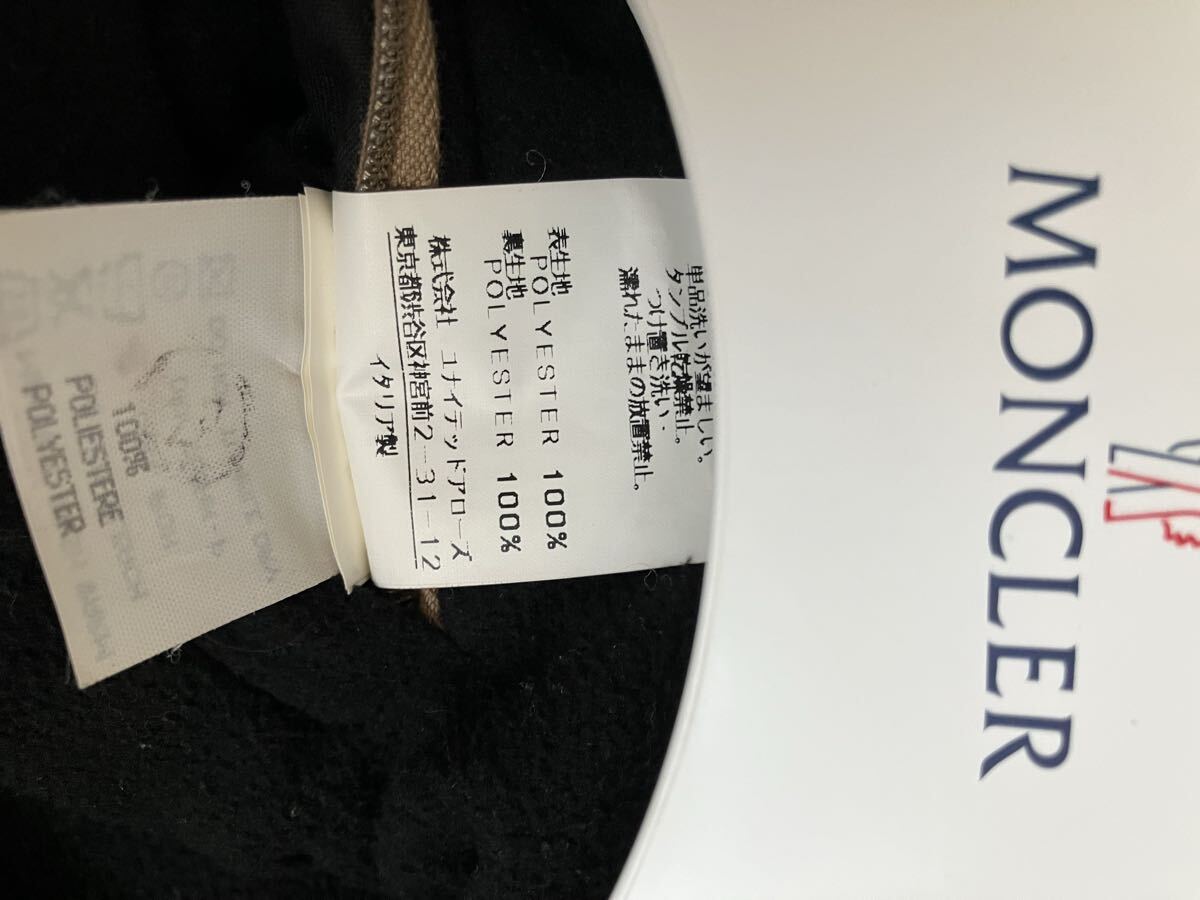 MONCLER
単品洗いが望ましい。
タンブル乾燥禁止。
つけ置き洗い・
濡れたままの放置禁止。
表生地
POLYESTER 100%
裏生地
POLYESTER 100%
株式会社 ユナイテッドアローズ
東京都渋谷区神宮前2-31-12
イタリア製
100%
POLIESTERE
POLYESTER